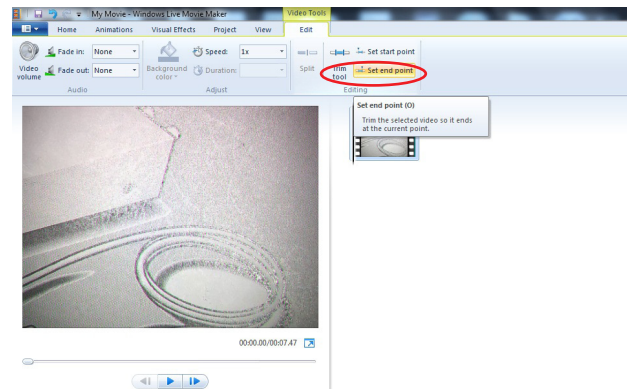 My Movie - Windows Live Movie Maker
Video Tools
Home Animations Visual Effects Project View Edit
Video volume
Fade in: None
Fade out: None
Audio
Background color
Speed: 1x
Duration:
Adjust
Split
Trim tool
Set start point
Set end point
Editing
Set end point (O)
Trim the selected video so it ends
at the current point.
00:00.00/00:07.47